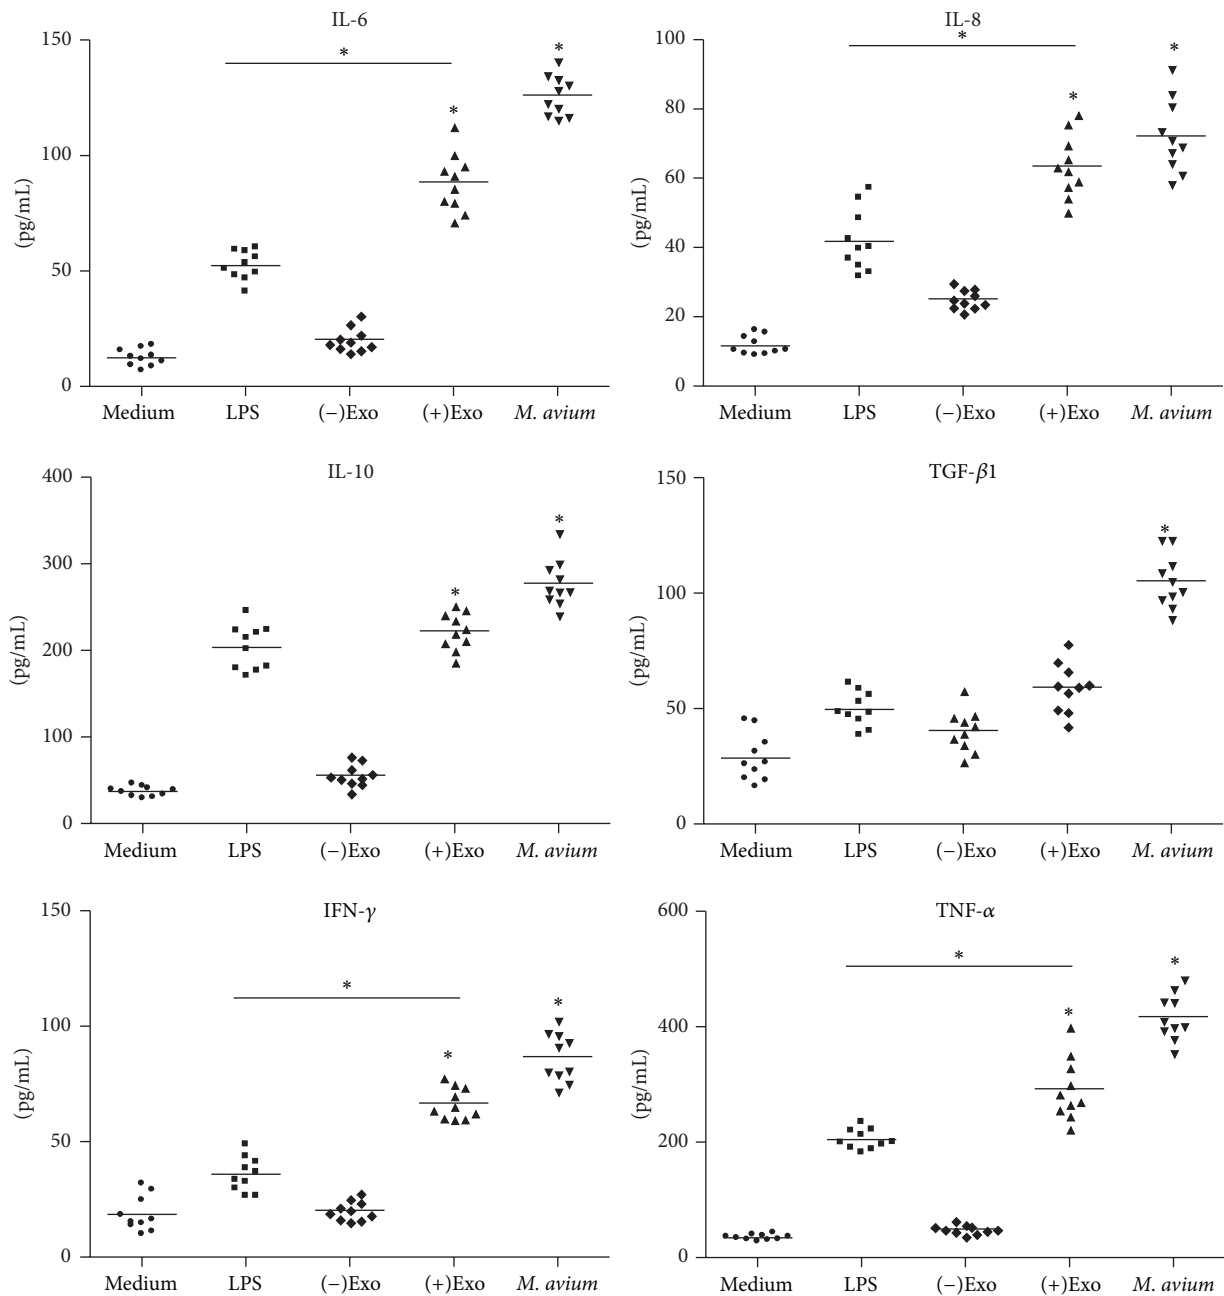 IL-6
(pg/mL)
150
100
50
0
*
*
*
Medium LPS (−)Exo (+)Exo M. avium
IL-8
(pg/mL)
100
80
60
40
20
0
*
*
*
Medium LPS (−)Exo (+)Exo M. avium
IL-10
(pg/mL)
400
300
200
100
0
*
*
Medium LPS (−)Exo (+)Exo M. avium
TGF-β1
(pg/mL)
150
100
50
0
*
Medium LPS (−)Exo (+)Exo M. avium
IFN-γ
(pg/mL)
150
100
50
0
*
*
*
Medium LPS (−)Exo (+)Exo M. avium
TNF-α
(pg/mL)
600
400
200
0
*
*
*
Medium LPS (−)Exo (+)Exo M. avium